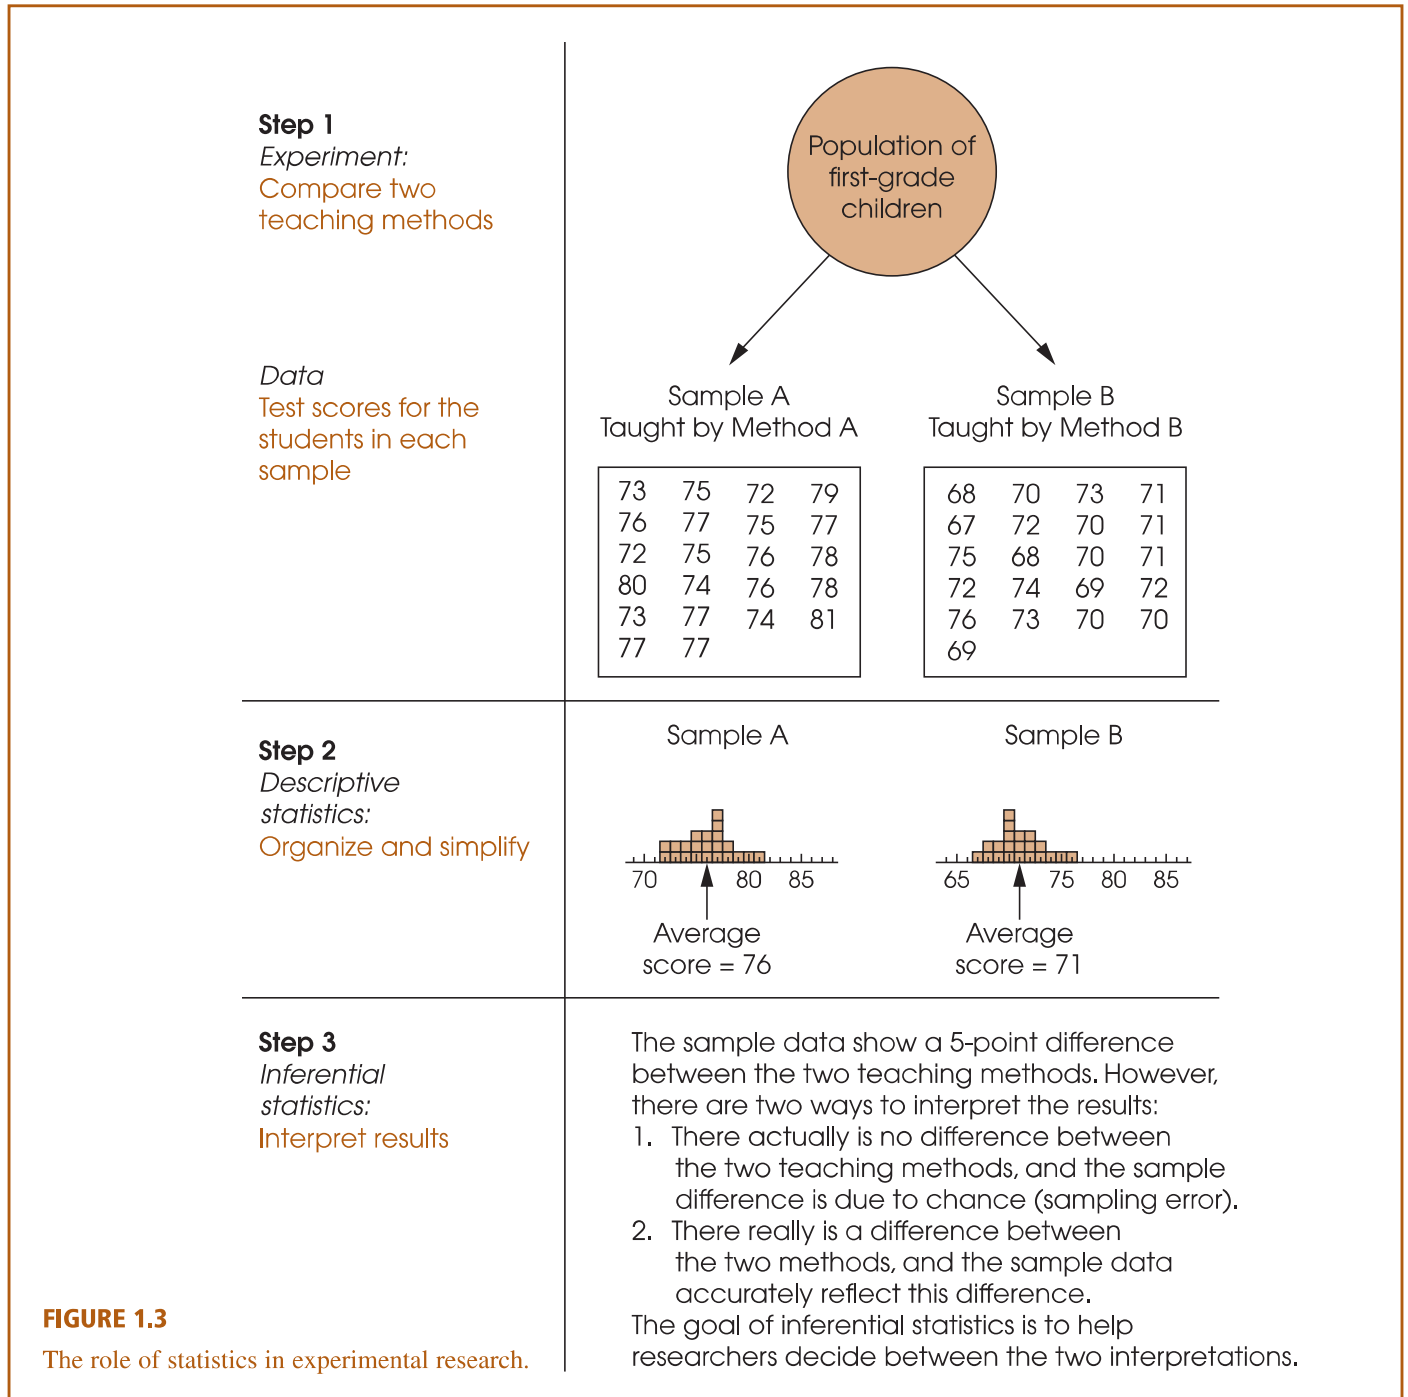 Step 1
Experiment:
Compare two
teaching methods
Population of
first-grade
children
Data
Test scores for the
students in each
sample
Sample A
Taught by Method A
Sample B
Taught by Method B
73 75 72 79
76 77 75 77
72 75 76 78
80 74 76 78
73 77 74 81
77 77
68 70 73 71
67 72 70 71
75 68 70 71
72 74 69 72
76 73 70 70
69
Step 2
Descriptive
statistics:
Organize and simplify
Sample A
70 80 85
Average
score = 76
Sample B
65 75 80 85
Average
score = 71
Step 3
Inferential
statistics:
Interpret results
The sample data show a 5-point difference
between the two teaching methods. However,
there are two ways to interpret the results:
1. There actually is no difference between
the two teaching methods, and the sample
difference is due to chance (sampling error).
2. There really is a difference between
the two methods, and the sample data
accurately reflect this difference.
The goal of inferential statistics is to help
researchers decide between the two interpretations.
FIGURE 1.3
The role of statistics in experimental research.